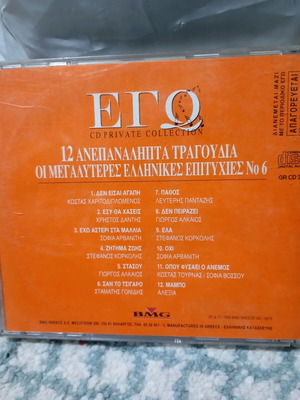 ΕΓΩ
CD PRIVATE COLLECTION
12 ΑΝΕΠΑΝΑΛΗΠΤΑ ΤΡΑΓΟΥΔΙΑ
ΟΙ ΜΕΓΑΛΥΤΕΡΕΣ ΕΛΛΗΝΙΚΕΣ ΕΠΙΤΥΧΙΕΣ Νο 6
1. ΔΕΝ ΕΙΣΑΙ ΑΓΑΠΗ
ΚΩΣΤΑΣ ΧΑΡΙΤΟΔΙΠΛΩΜΕΝΟΣ
2. ΕΣΥ ΘΑ ΧΑΣΕΙΣ
ΧΡΗΣΤΟΣ ΔΑΝΤΗΣ
3. ΕΧΩ ΑΣΤΕΡΙ ΣΤΑ ΜΑΛΛΙΑ
ΣΟΦΙΑ ΑΡΒΑΝΙΤΗ
4. ΖΗΤΗΜΑ ΖΩΗΣ
ΣΤΕΦΑΝΟΣ ΚΟΡΚΟΛΗΣ
5. ΣΤΑΣΟΥ
ΓΙΩΡΓΟΣ ΑΛΚΑΙΟΣ
6. ΣΑΝ ΤΟ ΤΣΙΓΑΡΟ
ΣΤΑΜΑΤΗΣ ΓΟΝΙΔΗΣ
7. ΠΑΘΟΣ
ΛΕΥΤΕΡΗΣ ΠΑΝΤΑΖΗΣ
8. ΔΕΝ ΠΕΙΡΑΖΕΙ
ΓΙΩΡΓΟΣ ΑΛΚΑΙΟΣ
9. ΕΛΑ
ΣΤΕΦΑΝΟΣ ΚΟΡΚΟΛΗΣ
10. ΟΧΙ
ΣΟΦΙΑ ΑΡΒΑΝΙΤΗ
11. ΟΠΟΥ ΦΥΣΑΕΙ Ο ΑΝΕΜΟΣ
ΚΩΣΤΑΣ ΤΟΥΡΝΑΣ / ΣΟΦΙΑ ΒΟΣΣΟΥ
12. ΜΑΜΠΟ
ΑΛΕΞΙΑ
BMG
ΔΙΑΝΕΜΕΤΑΙ ΜΑΖΙ
ΜΕ ΤΟ ΠΕΡΙΟΔΙΚΟ ΕΓΩ
ΑΠΑΓΟΡΕΥΕΤΑΙ
GR CD